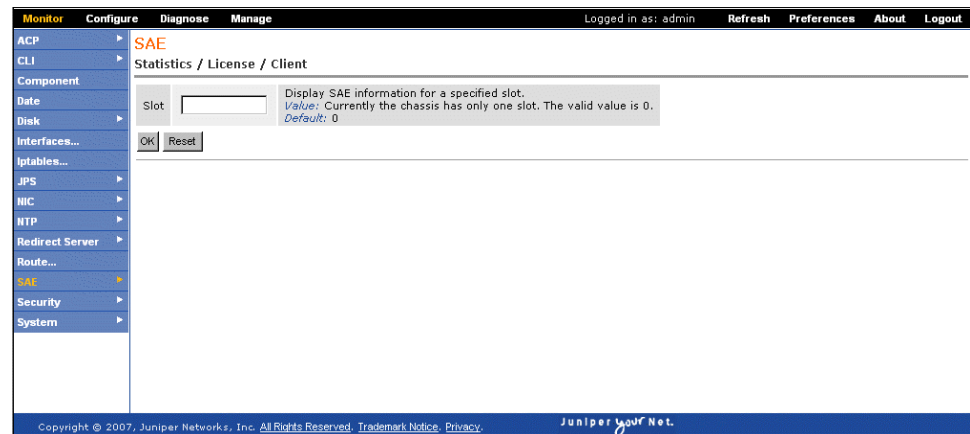 Monitor Configure Diagnose Manage Logged in as: admin Refresh Preferences About Logout
ACP
CLI
Component
Date
Disk
Interfaces...
Iptables...
JPS
NIC
NTP
Redirect Server
Route...
SAE
Security
System
SAE
Statistics / License / Client
Slot
Display SAE information for a specified slot.
Value: Currently the chassis has only one slot. The valid value is 0.
Default: 0
OK Reset
Copyright © 2007, Juniper Networks, Inc. All Rights Reserved. Trademark Notice. Privacy.
Juniper your Net.